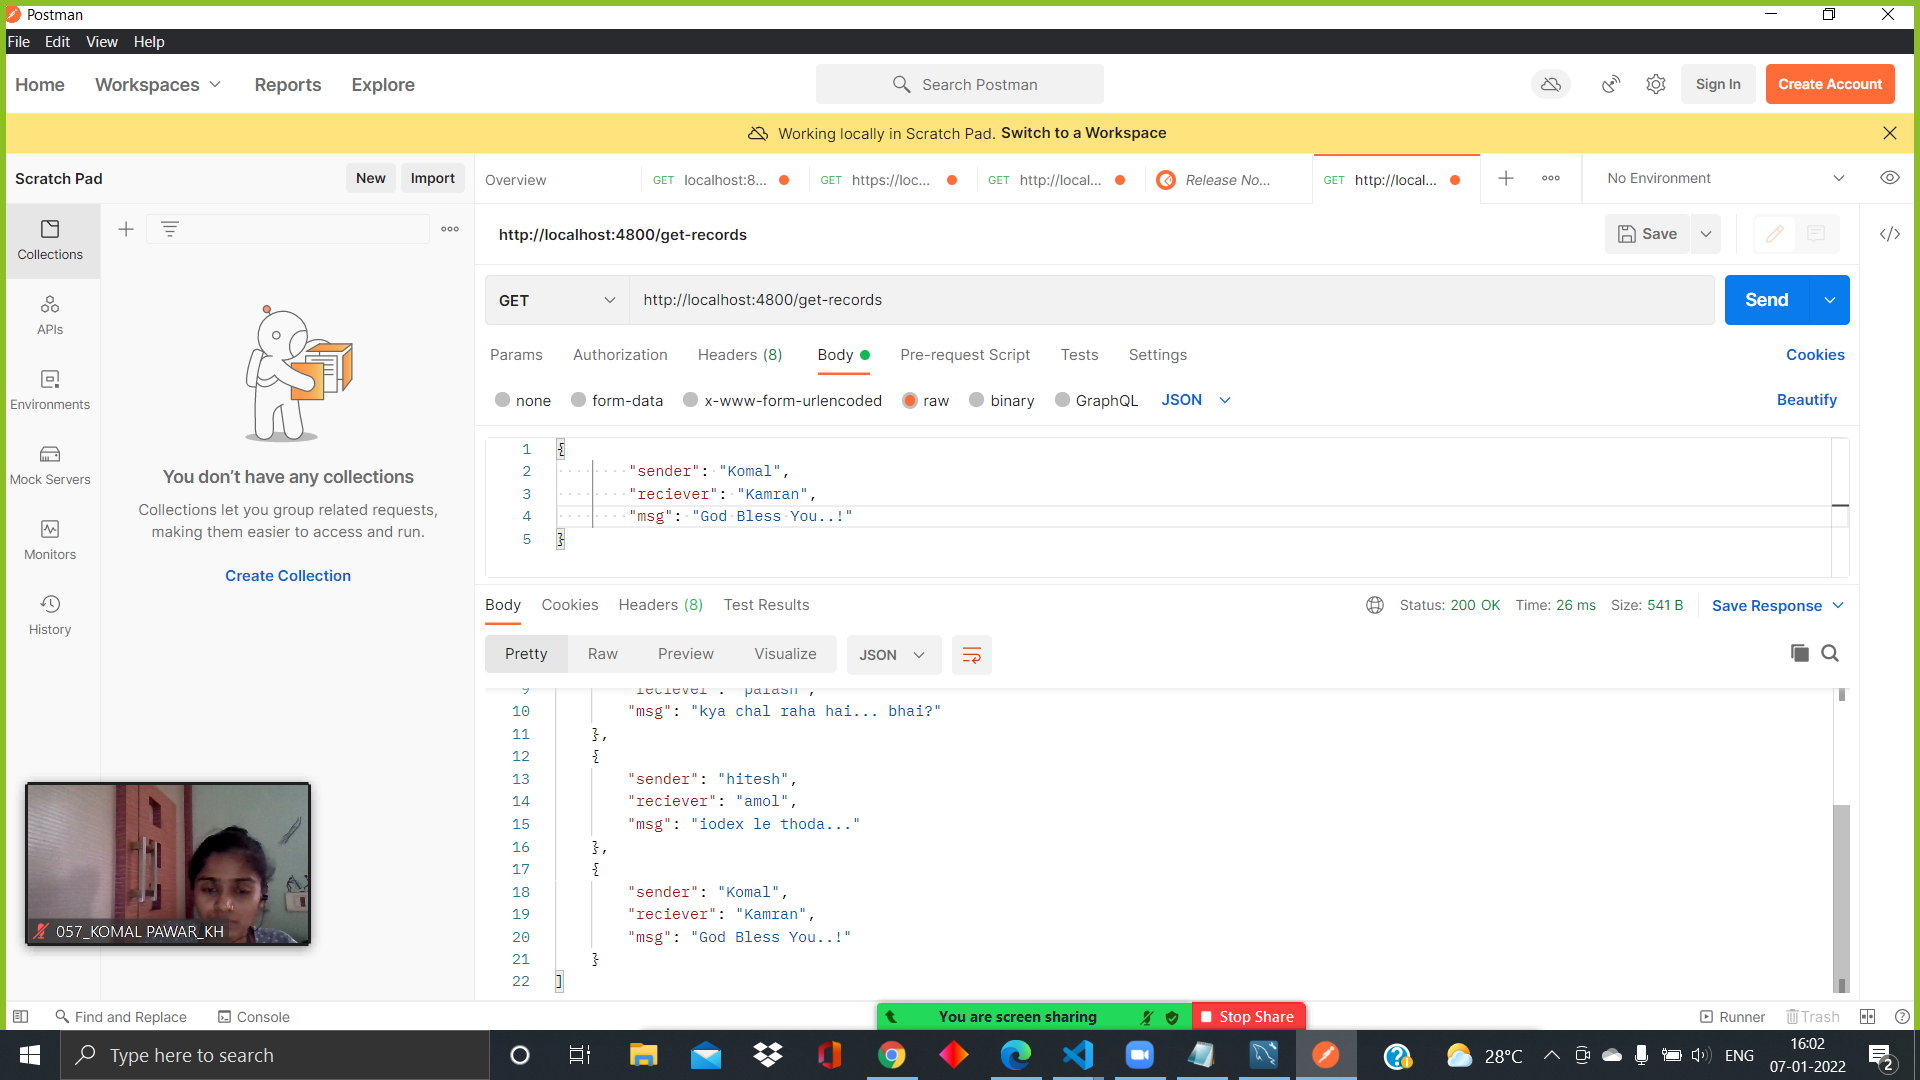 Postman
File Edit View Help
Home Workspaces Reports Explore Search Postman Sign In Create Account
Working locally in Scratch Pad. Switch to a Workspace
Scratch Pad New Import Overview GET localhost:8... GET https://loc... GET http://local... Release No... GET http://local... No Environment
http://localhost:4800/get-records Save
Collections
GET http://localhost:4800/get-records Send
APIs
Params Authorization Headers (8) Body Pre-request Script Tests Settings Cookies
Environments
none form-data x-www-form-urlencoded raw binary GraphQL JSON Beautify
1 {
2 "sender": "Komal",
3 "reciever": "Kamran",
4 "msg": "God Bless You..!"
5 }
Mock Servers
Monitors
History
You don't have any collections
Collections let you group related requests,
making them easier to access and run.
Create Collection
Body Cookies Headers (8) Test Results Status: 200 OK Time: 26 ms Size: 541 B Save Response
Pretty Raw Preview Visualize JSON
9 "reciever": "palash",
10 "msg": "kya chal raha hai... bhai?"
11 },
12 {
13 "sender": "hitesh",
14 "reciever": "amol",
15 "msg": "iodex le thoda..."
16 },
17 {
18 "sender": "Komal",
19 "reciever": "Kamran",
20 "msg": "God Bless You..!"
21 }
22 ]
057_KOMAL PAWAR_KH
Find and Replace Console You are screen sharing Stop Share Runner Trash
Type here to search 28°C ENG 16:02
07-01-2022 2